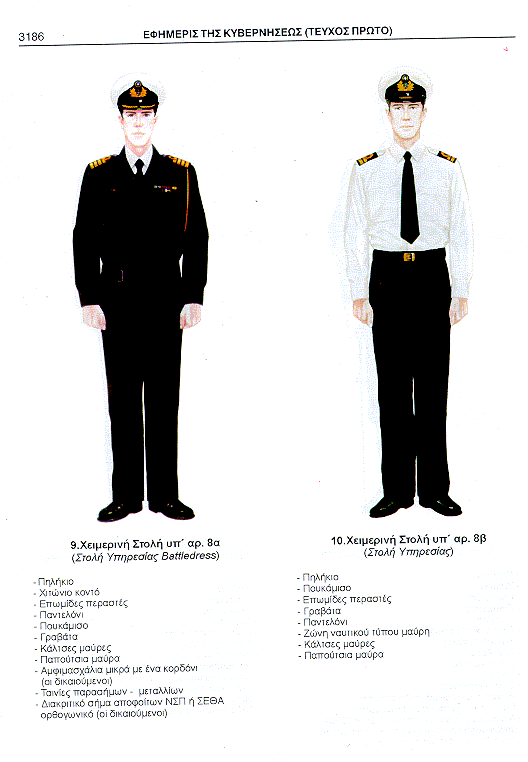 3186
ΕΦΗΜΕΡΙΣ ΤΗΣ ΚΥΒΕΡΝΗΣΕΩΣ (ΤΕΥΧΟΣ ΠΡΩΤΟ)
9.Χειμερινή Στολή υπ΄ αρ. 8α
(Στολή Υπηρεσίας Battledress)
- Πηλήκιο
- Χιτώνιο κοντό
- Επωμίδες περαστές
- Παντελόνι
- Πουκάμισο
- Γραβάτα
- Κάλτσες μαύρες
- Παπούτσια μαύρα
- Αμφιμασχάλια μικρά με ένα κορδόνι
(οι δικαιούμενοι)
- Ταινίες παρασήμων - μεταλλίων
- Διακριτικό σήμα αποφοίτων ΝΣΠ ή ΣΕΘΑ
ορθογωνικό (οι δικαιούμενοι)
10.Χειμερινή Στολή υπ΄ αρ. 8β
(Στολή Υπηρεσίας)
- Πηλήκιο
- Πουκάμισο
- Επωμίδες περαστές
- Γραβάτα
- Παντελόνι
- Ζώνη ναυτικού τύπου μαύρη
- Κάλτσες μαύρες
- Παπούτσια μαύρα